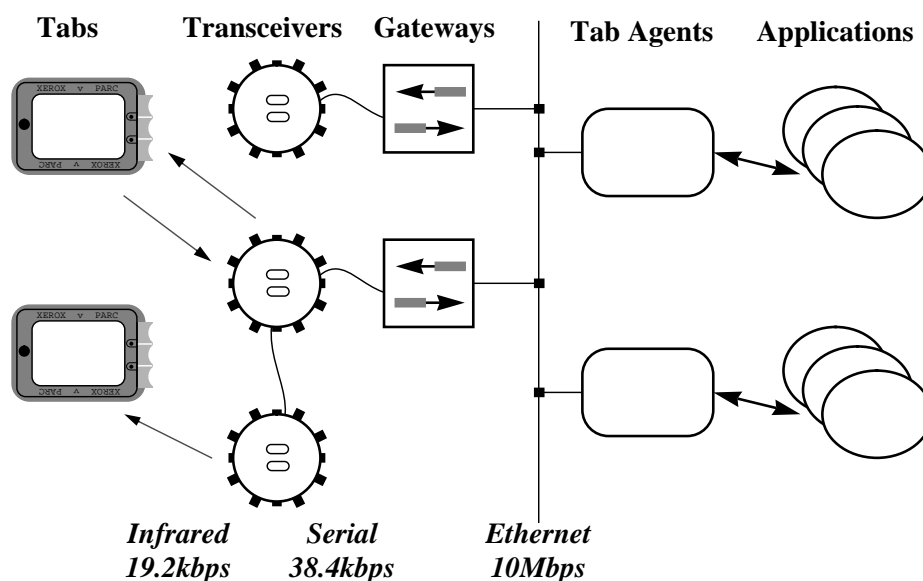 Tabs
Transceivers
Gateways
Tab Agents
Applications
XEROX v PARC
XEROX v PARC
XEROX v PARC
XEROX v PARC
Infrared
19.2kbps
Serial
38.4kbps
Ethernet
10Mbps